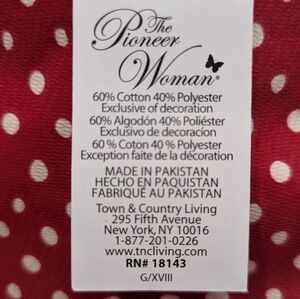 The
Pioneer
Woman®
60% Cotton 40% Polyester
Exclusive of decoration
60% Algodón 40% Poliéster
Exclusivo de decoracion
60 % Coton 40 % Polyester
Exception faite de la décoration
MADE IN PAKISTAN
HECHO EN PAQUISTAN
FABRIQUÉ AU PAKISTAN
Town & Country Living
295 Fifth Avenue
New York, NY 10016
1-877-201-0226
www.tncliving.com
RN# 18143
G/XVIII